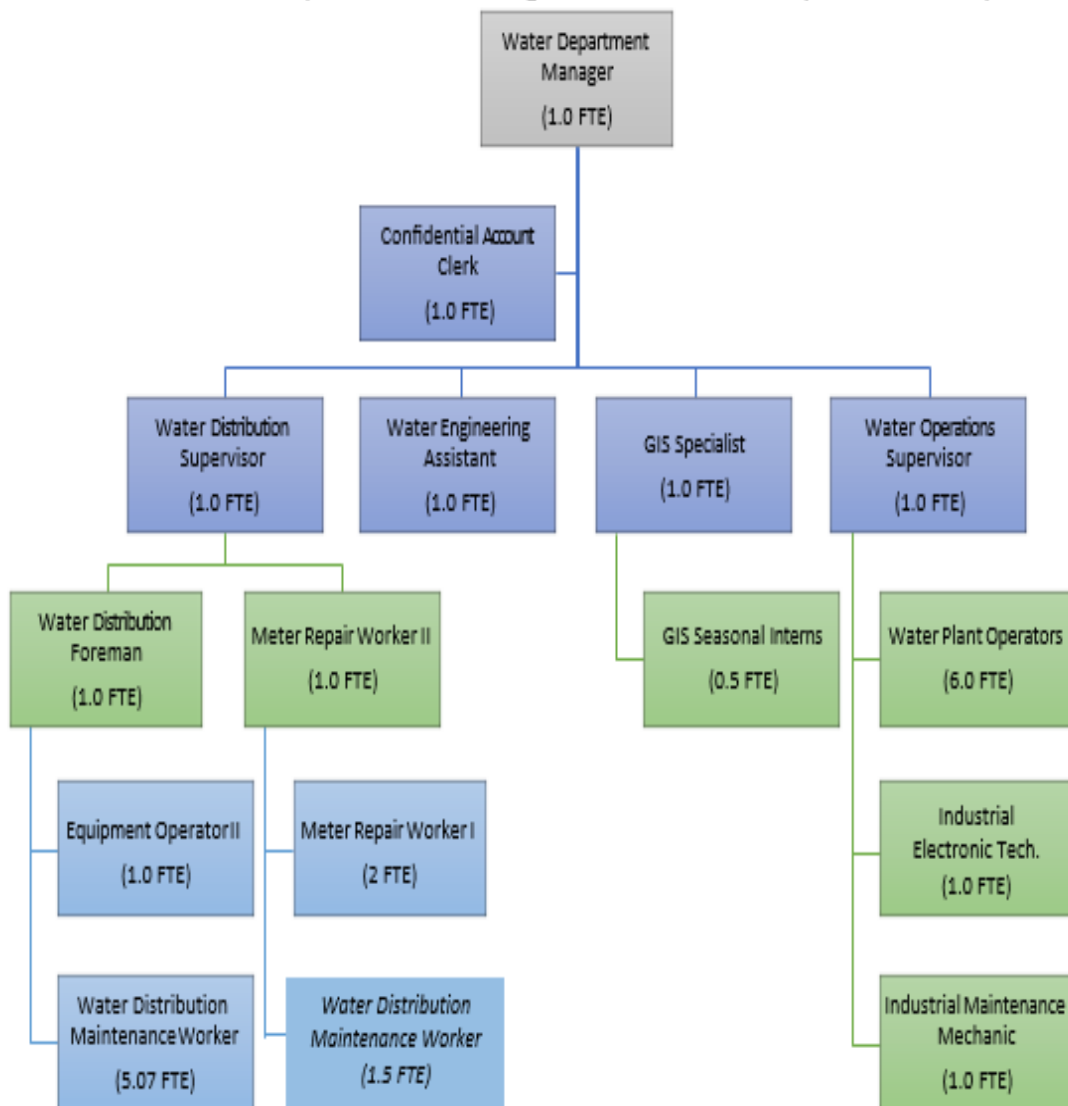 Water Department
Manager
(1.0 FTE)
Confidential Account
Clerk
(1.0 FTE)
Water Distribution
Supervisor
(1.0 FTE)
Water Engineering
Assistant
(1.0 FTE)
GIS Specialist
(1.0 FTE)
Water Operations
Supervisor
(1.0 FTE)
Water Distribution
Foreman
(1.0 FTE)
Meter Repair Worker II
(1.0 FTE)
GIS Seasonal Interns
(0.5 FTE)
Water Plant Operators
(6.0 FTE)
Equipment Operator II
(1.0 FTE)
Meter Repair Worker I
(2 FTE)
Industrial
Electronic Tech.
(1.0 FTE)
Water Distribution
Maintenance Worker
(5.07 FTE)
Water Distribution
Maintenance Worker
(1.5 FTE)
Industrial Maintenance
Mechanic
(1.0 FTE)